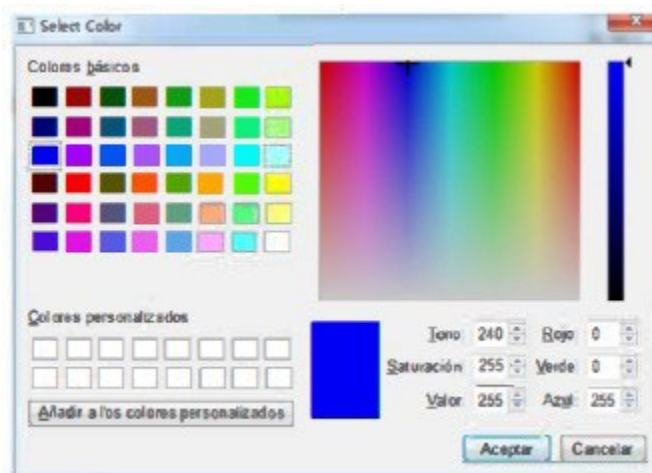 Select Color
Colores básicos
Colores personalizados
Añadir a los colores personalizados
Tono: 240 Rojo: 0
Saturación: 255 Verde: 0
Valor: 255 Azul: 255
Aceptar Cancelar